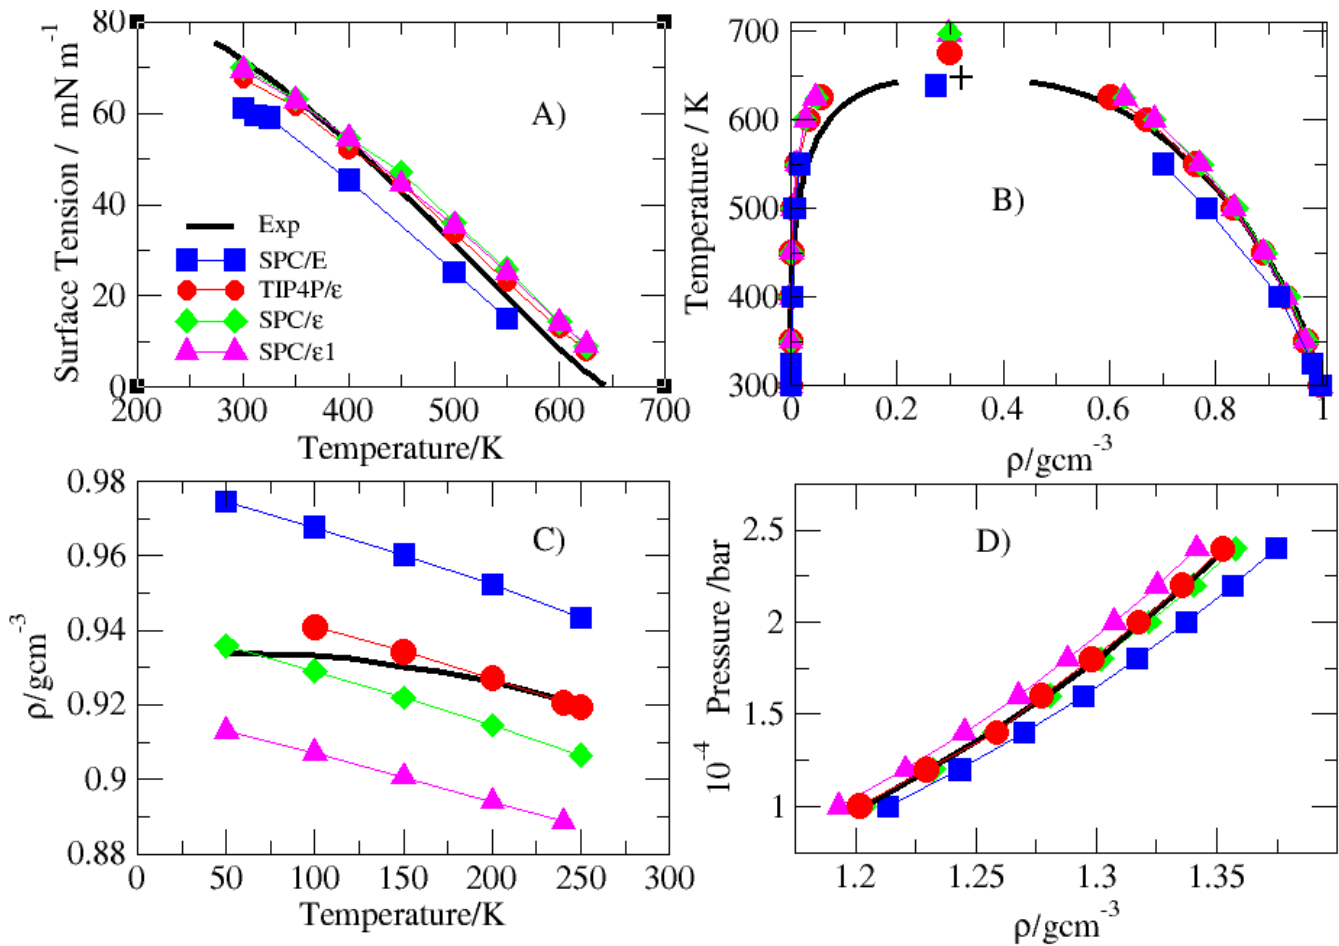 80
60
40
20
0
Surface Tension / mN m-1
A)
Exp
SPC/E
TIP4P/ε
SPC/ε
SPC/ε1
200 300 400 500 600 700
Temperature/K
700
600
500
400
300
Temperature / K
B)
0 0.2 0.4 0.6 0.8 1
ρ/gcm-3
0.98
0.96
0.94
0.92
0.9
0.88
ρ/gcm-3
C)
0 50 100 150 200 250 300
Temperature/K
2.5
2
1.5
1
10-4 Pressure /bar
D)
1.2 1.25 1.3 1.35
ρ/gcm-3